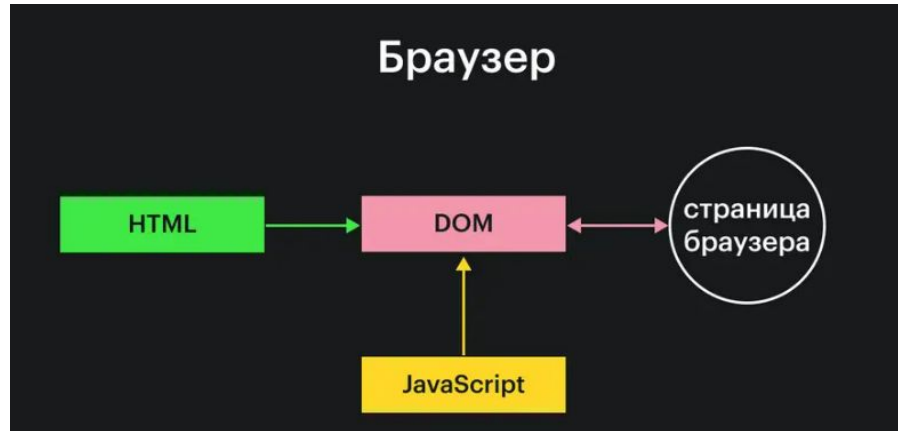 Браузер
HTML
DOM
страница
браузера
JavaScript